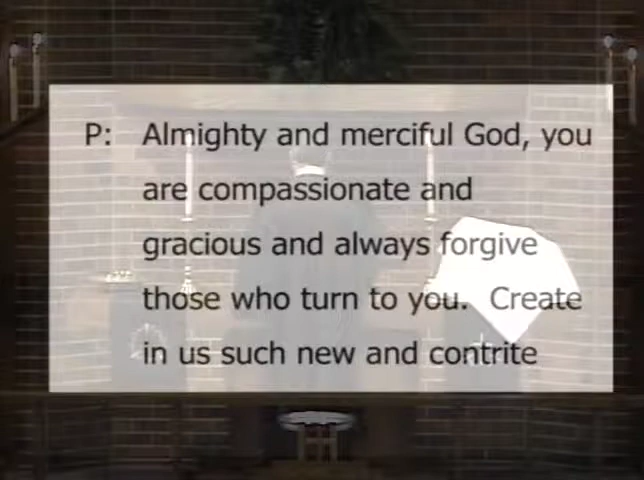 P: Almighty and merciful God, you
are compassionate and
gracious and always forgive
those who turn to you. Create
in us such new and contrite